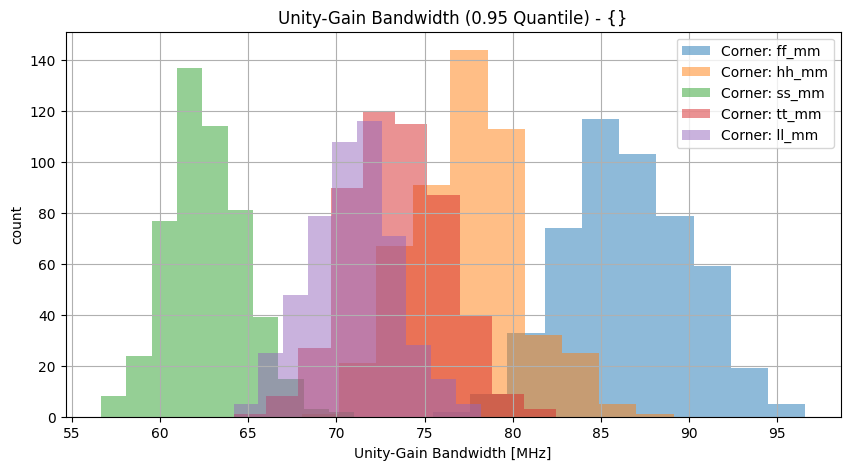 Unity-Gain Bandwidth (0.95 Quantile) - {}
140
120
100
80
60
40
20
0
count
55
60
65
70
75
80
85
90
95
Unity-Gain Bandwidth [MHz]
Corner: ff_mm
Corner: hh_mm
Corner: ss_mm
Corner: tt_mm
Corner: ll_mm